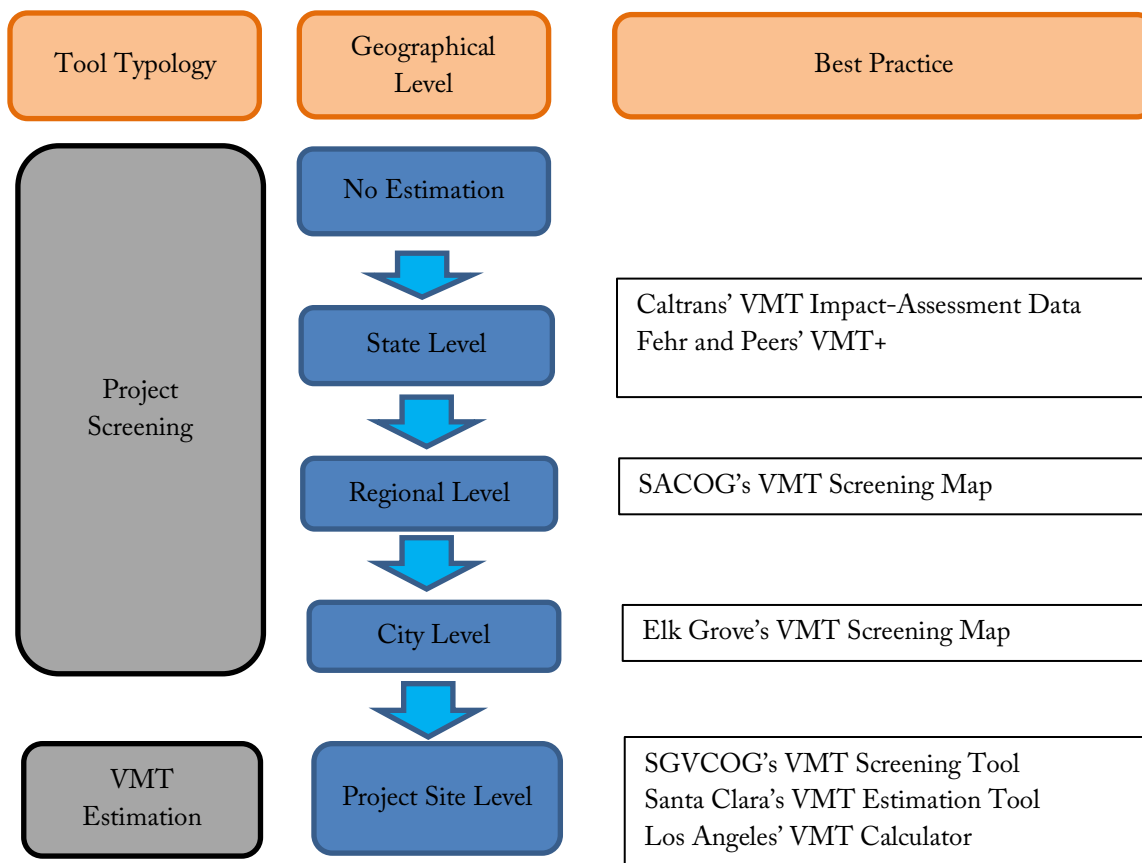 Tool Typology
Geographical
Level
Best Practice
No Estimation
Caltrans’ VMT Impact-Assessment Data
Fehr and Peers’ VMT+
State Level
Project
Screening
Regional Level
SACOG’s VMT Screening Map
City Level
Elk Grove’s VMT Screening Map
VMT
Estimation
Project Site Level
SGVCOG’s VMT Screening Tool
Santa Clara’s VMT Estimation Tool
Los Angeles’ VMT Calculator